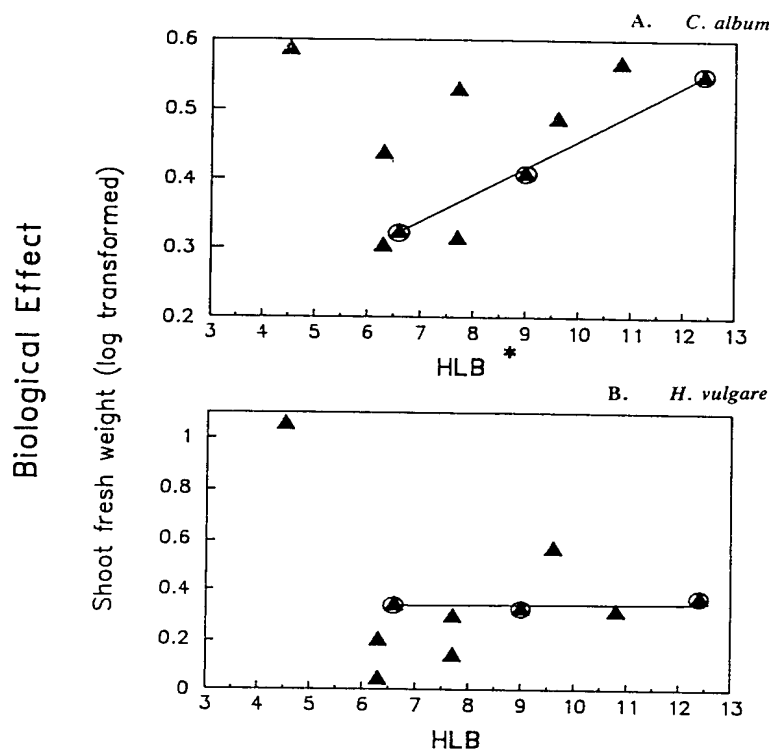 A. C. album
Biological Effect
Shoot fresh weight (log transformed)
0.6
0.5
0.4
0.3
0.2
3 4 5 6 7 8 9 10 11 12 13
HLB *
B. H. vulgare
1
0.8
0.6
0.4
0.2
0
3 4 5 6 7 8 9 10 11 12 13
HLB